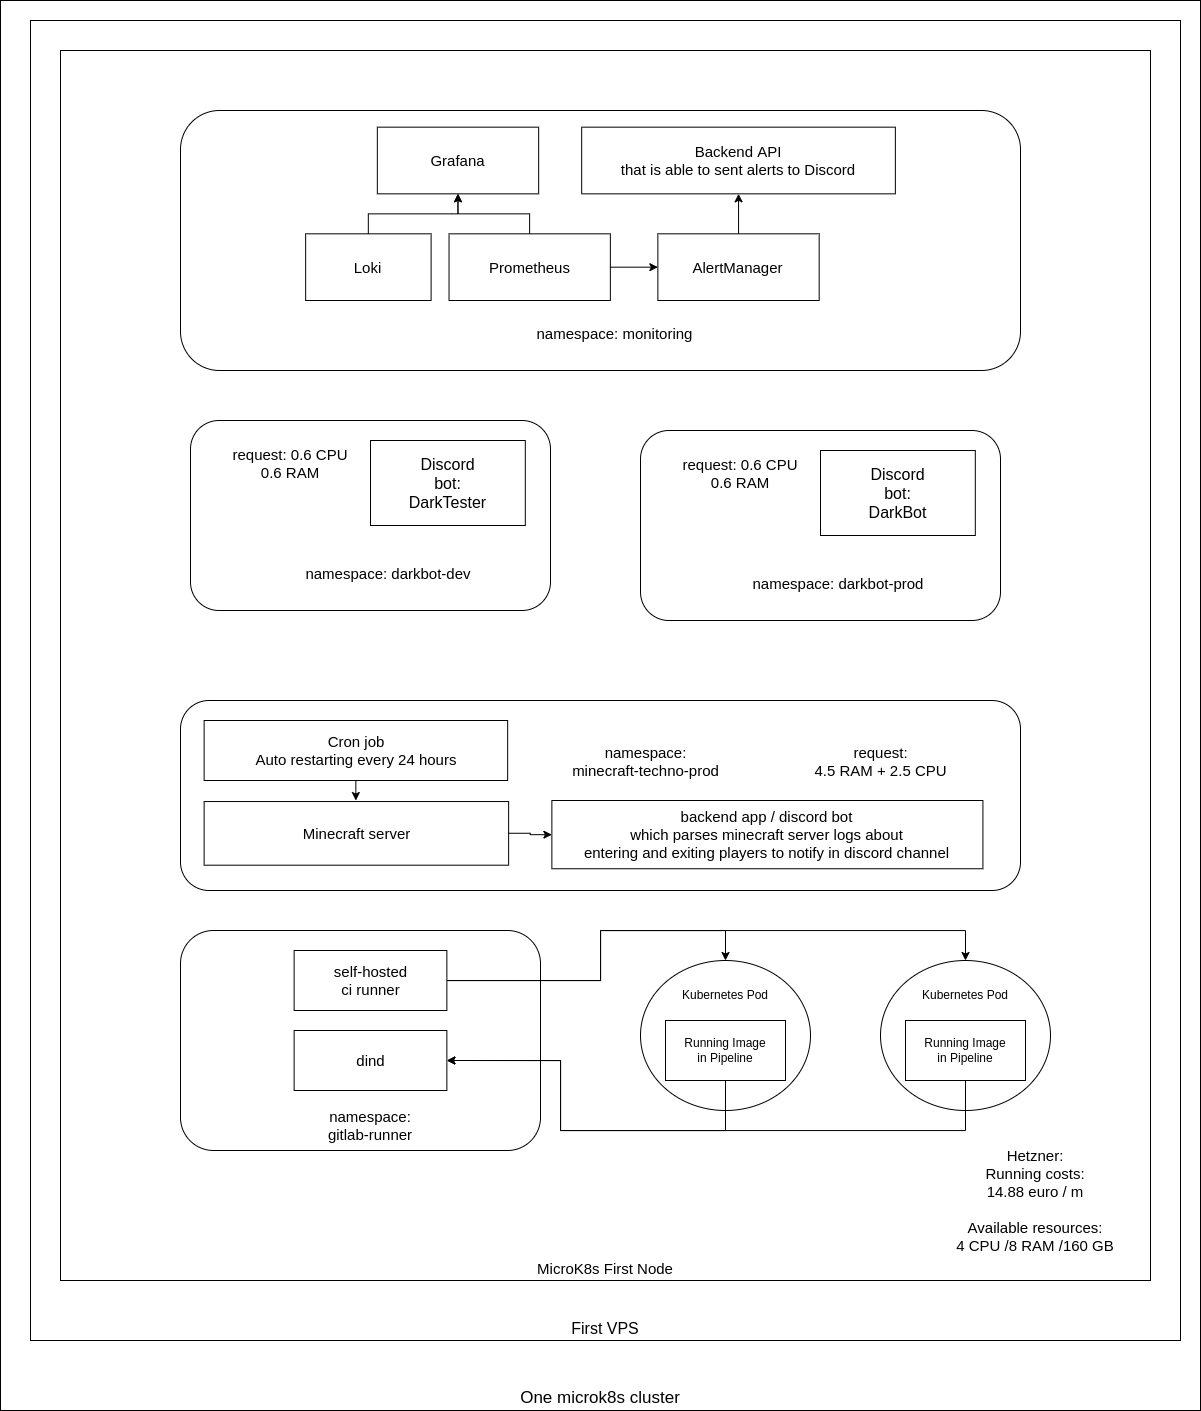 Grafana
Backend API
that is able to sent alerts to Discord
Loki
Prometheus
AlertManager
namespace: monitoring
request: 0.6 CPU
0.6 RAM
Discord
bot:
DarkTester
namespace: darkbot-dev
request: 0.6 CPU
0.6 RAM
Discord
bot:
DarkBot
namespace: darkbot-prod
Cron job
Auto restarting every 24 hours
namespace:
minecraft-techno-prod
request:
4.5 RAM + 2.5 CPU
Minecraft server
backend app / discord bot
which parses minecraft server logs about
entering and exiting players to notify in discord channel
self-hosted
ci runner
dind
namespace:
gitlab-runner
Kubernetes Pod
Running Image
in Pipeline
Kubernetes Pod
Running Image
in Pipeline
Hetzner:
Running costs:
14.88 euro / m
Available resources:
4 CPU /8 RAM /160 GB
MicroK8s First Node
First VPS
One microk8s cluster